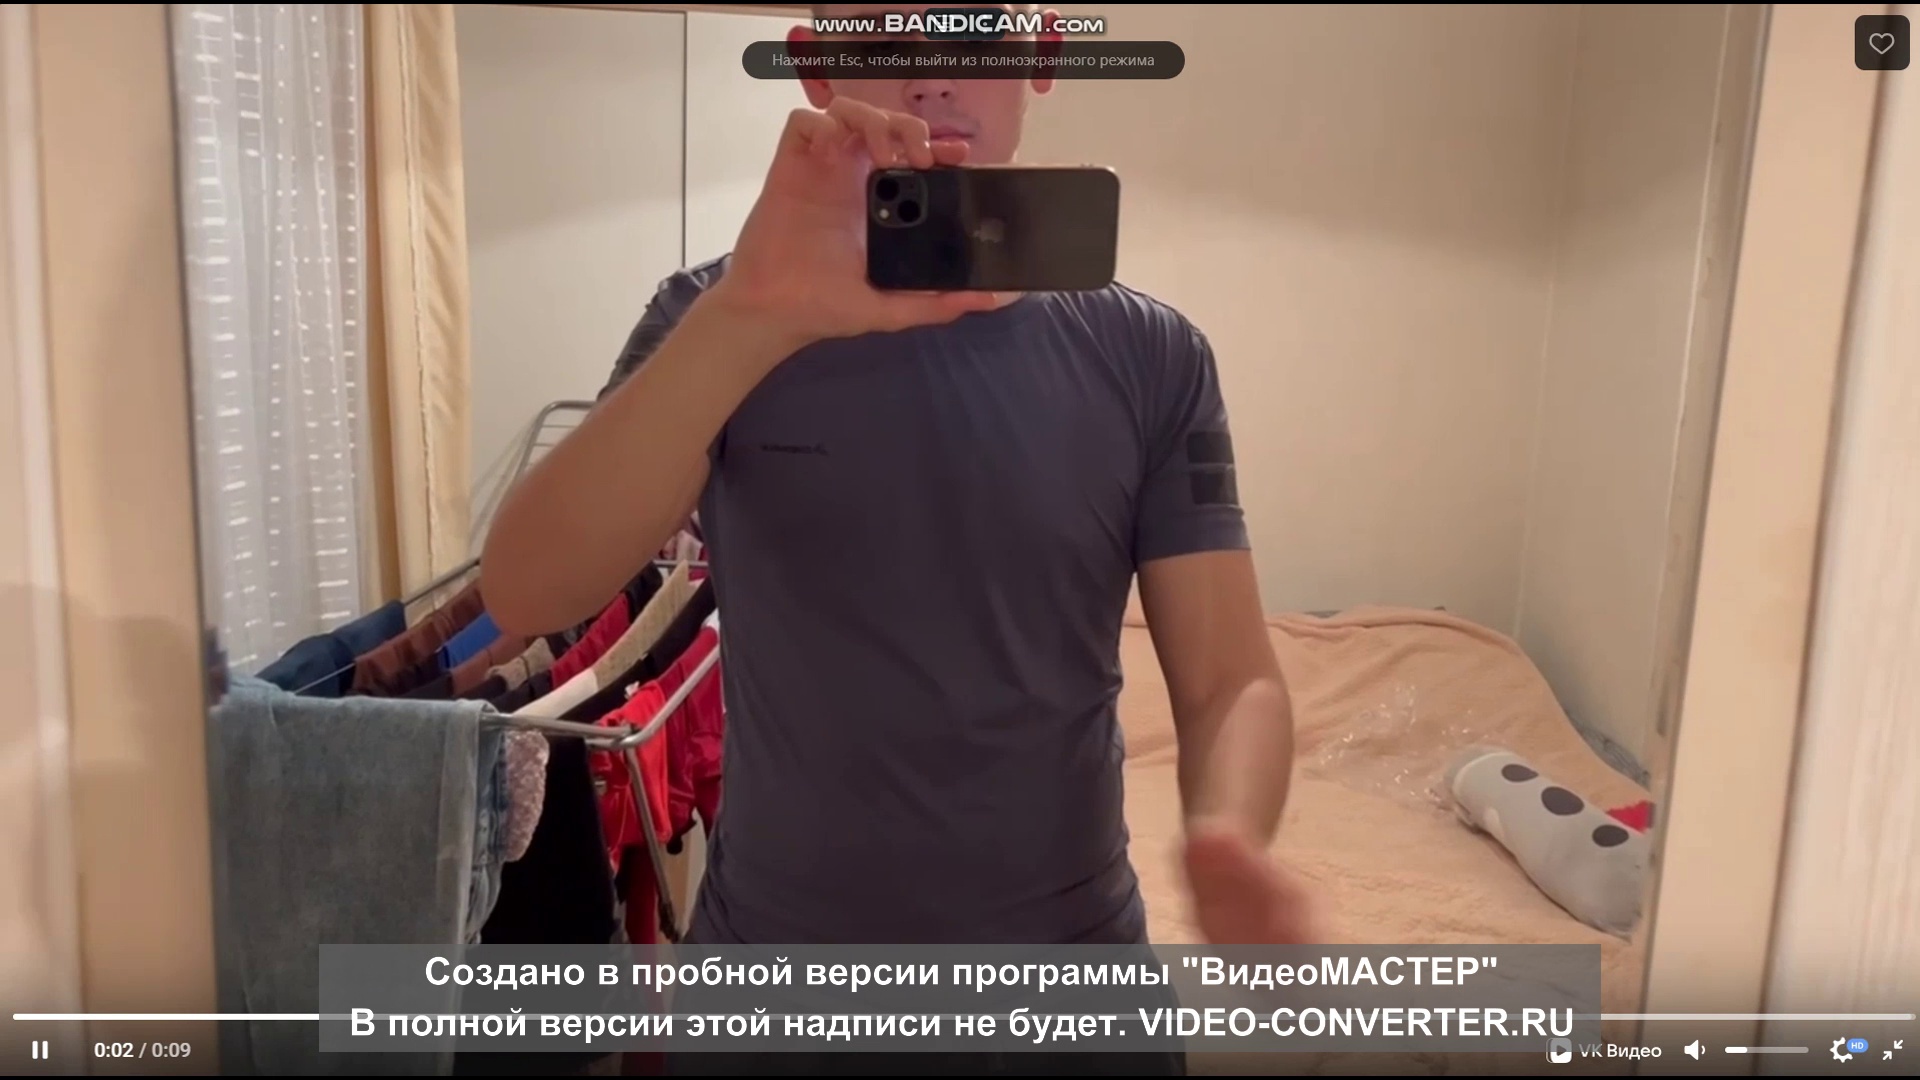 www.BANDICAM.com
Нажмите Esc, чтобы выйти из полноэкранного режима
Создано в пробной версии программы "ВидеоМАСТЕР"
В полной версии этой надписи не будет. VIDEO-CONVERTER.RU
0:02 / 0:09
VK Видео
HD